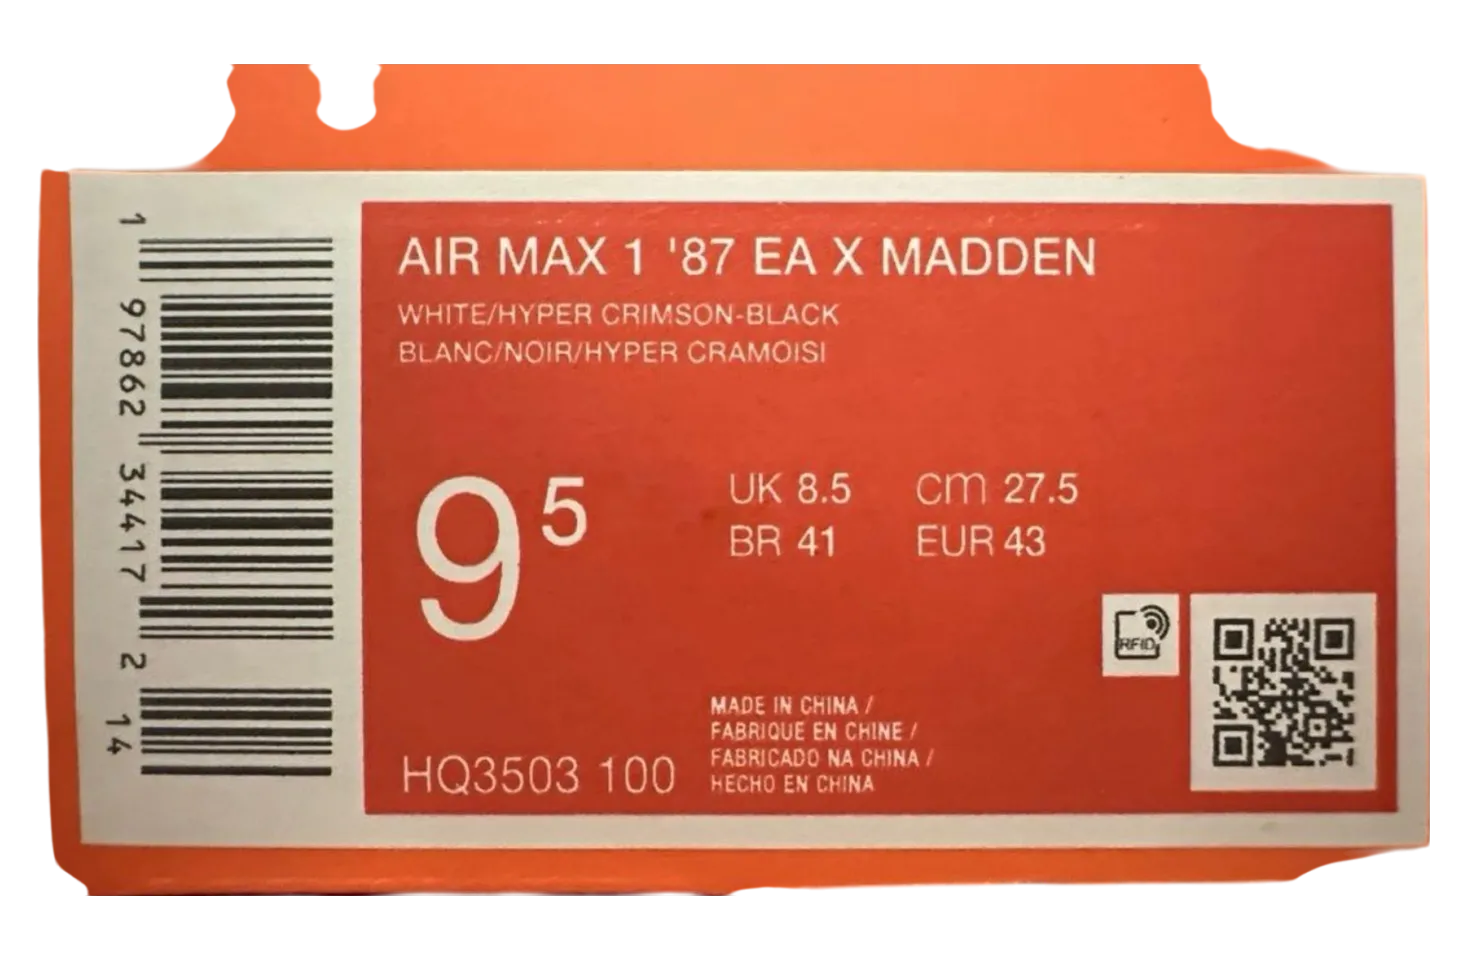 AIR MAX 1 '87 EA X MADDEN
WHITE/HYPER CRIMSON-BLACK
BLANC/NOIR/HYPER CRAMOISI
9 5
UK 8.5 cm 27.5
BR 41 EUR 43
RFID
HQ3503 100
MADE IN CHINA /
FABRIQUE EN CHINE /
FABRICADO NA CHINA /
HECHO EN CHINA
1 97862 34417 2 14